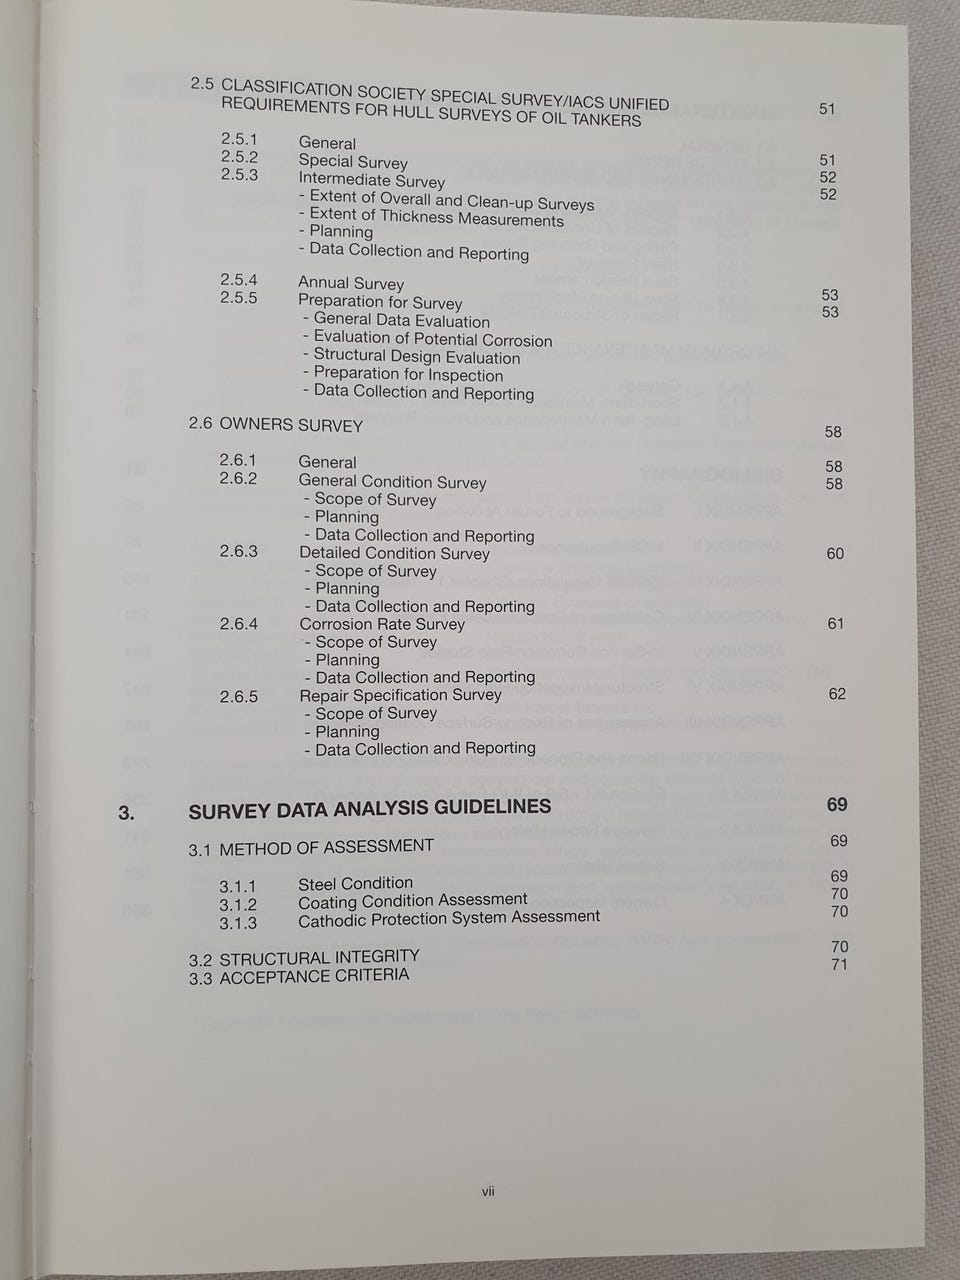 2.5 CLASSIFICATION SOCIETY SPECIAL SURVEY/IACS UNIFIED
REQUIREMENTS FOR HULL SURVEYS OF OIL TANKERS 51
2.5.1 General 51
2.5.2 Special Survey 52
2.5.3 Intermediate Survey 52
- Extent of Overall and Clean-up Surveys
- Extent of Thickness Measurements
- Planning
- Data Collection and Reporting
2.5.4 Annual Survey 53
2.5.5 Preparation for Survey 53
- General Data Evaluation
- Evaluation of Potential Corrosion
- Structural Design Evaluation
- Preparation for Inspection
- Data Collection and Reporting
2.6 OWNERS SURVEY 58
2.6.1 General 58
2.6.2 General Condition Survey 58
- Scope of Survey
- Planning
- Data Collection and Reporting
2.6.3 Detailed Condition Survey 60
- Scope of Survey
- Planning
- Data Collection and Reporting
2.6.4 Corrosion Rate Survey 61
- Scope of Survey
- Planning
- Data Collection and Reporting
2.6.5 Repair Specification Survey 62
- Scope of Survey
- Planning
- Data Collection and Reporting
3. SURVEY DATA ANALYSIS GUIDELINES 69
3.1 METHOD OF ASSESSMENT 69
3.1.1 Steel Condition 69
3.1.2 Coating Condition Assessment 70
3.1.3 Cathodic Protection System Assessment 70
3.2 STRUCTURAL INTEGRITY 70
3.3 ACCEPTANCE CRITERIA 71
vii